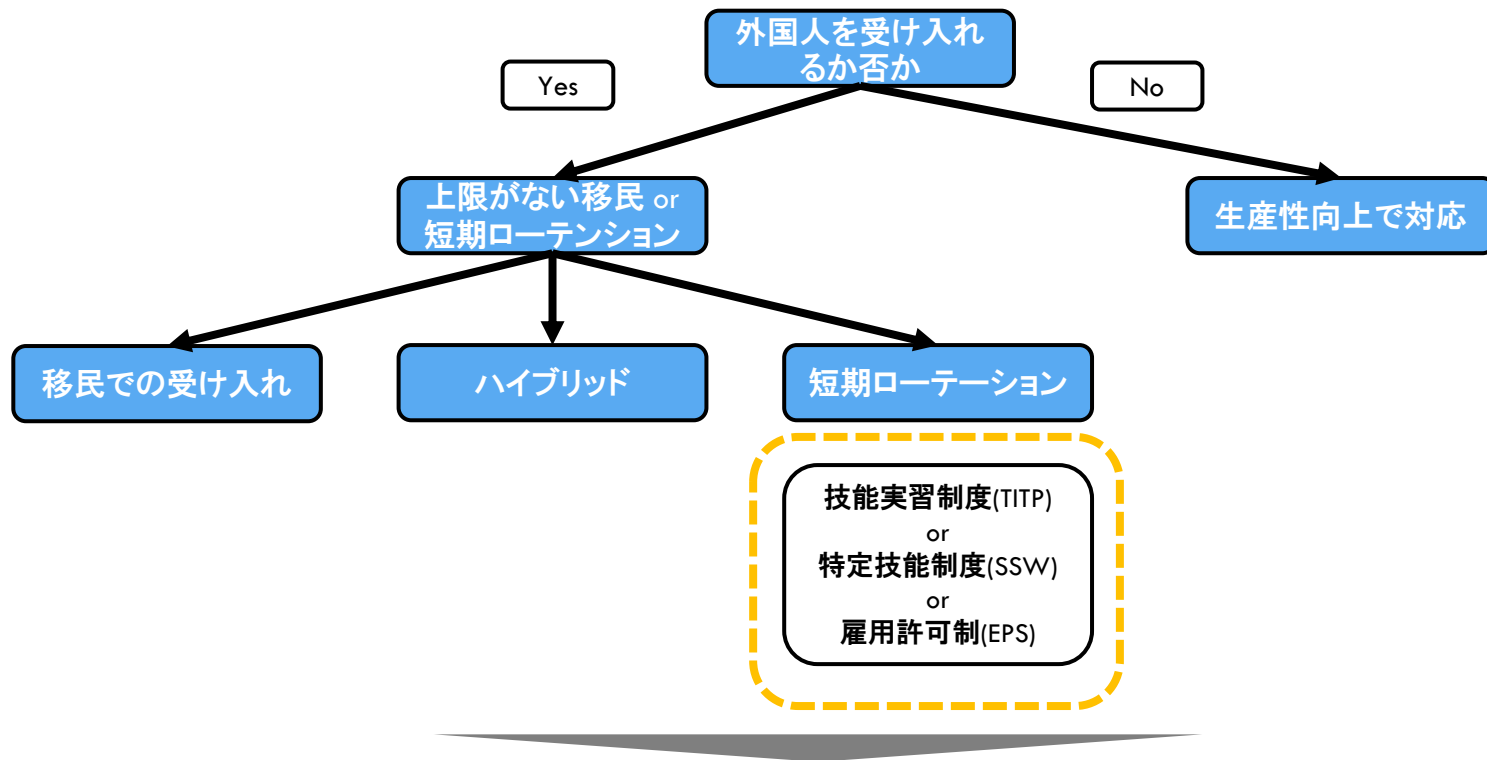 外国人を受け入れ
るか否か
Yes
No
上限がない移民 or
短期ローテンション
生産性向上で対応
移民での受け入れ
ハイブリッド
短期ローテーション
技能実習制度(TITP)
or
特定技能制度(SSW)
or
雇用許可制(EPS)